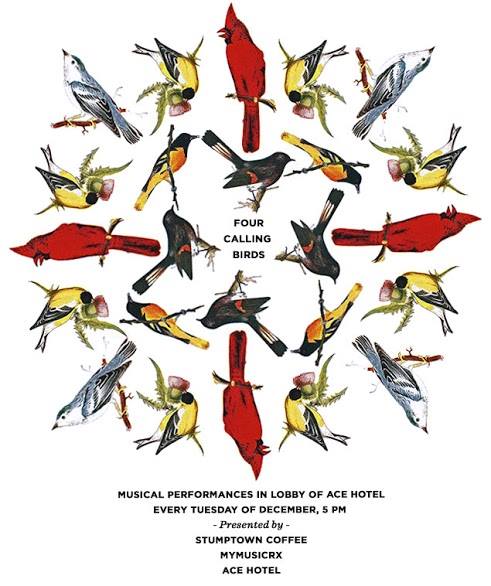 FOUR
CALLING
BIRDS
MUSICAL PERFORMANCES IN LOBBY OF ACE HOTEL
EVERY TUESDAY OF DECEMBER, 5 PM
- Presented by -
STUMPTOWN COFFEE
MYMUSICRX
ACE HOTEL